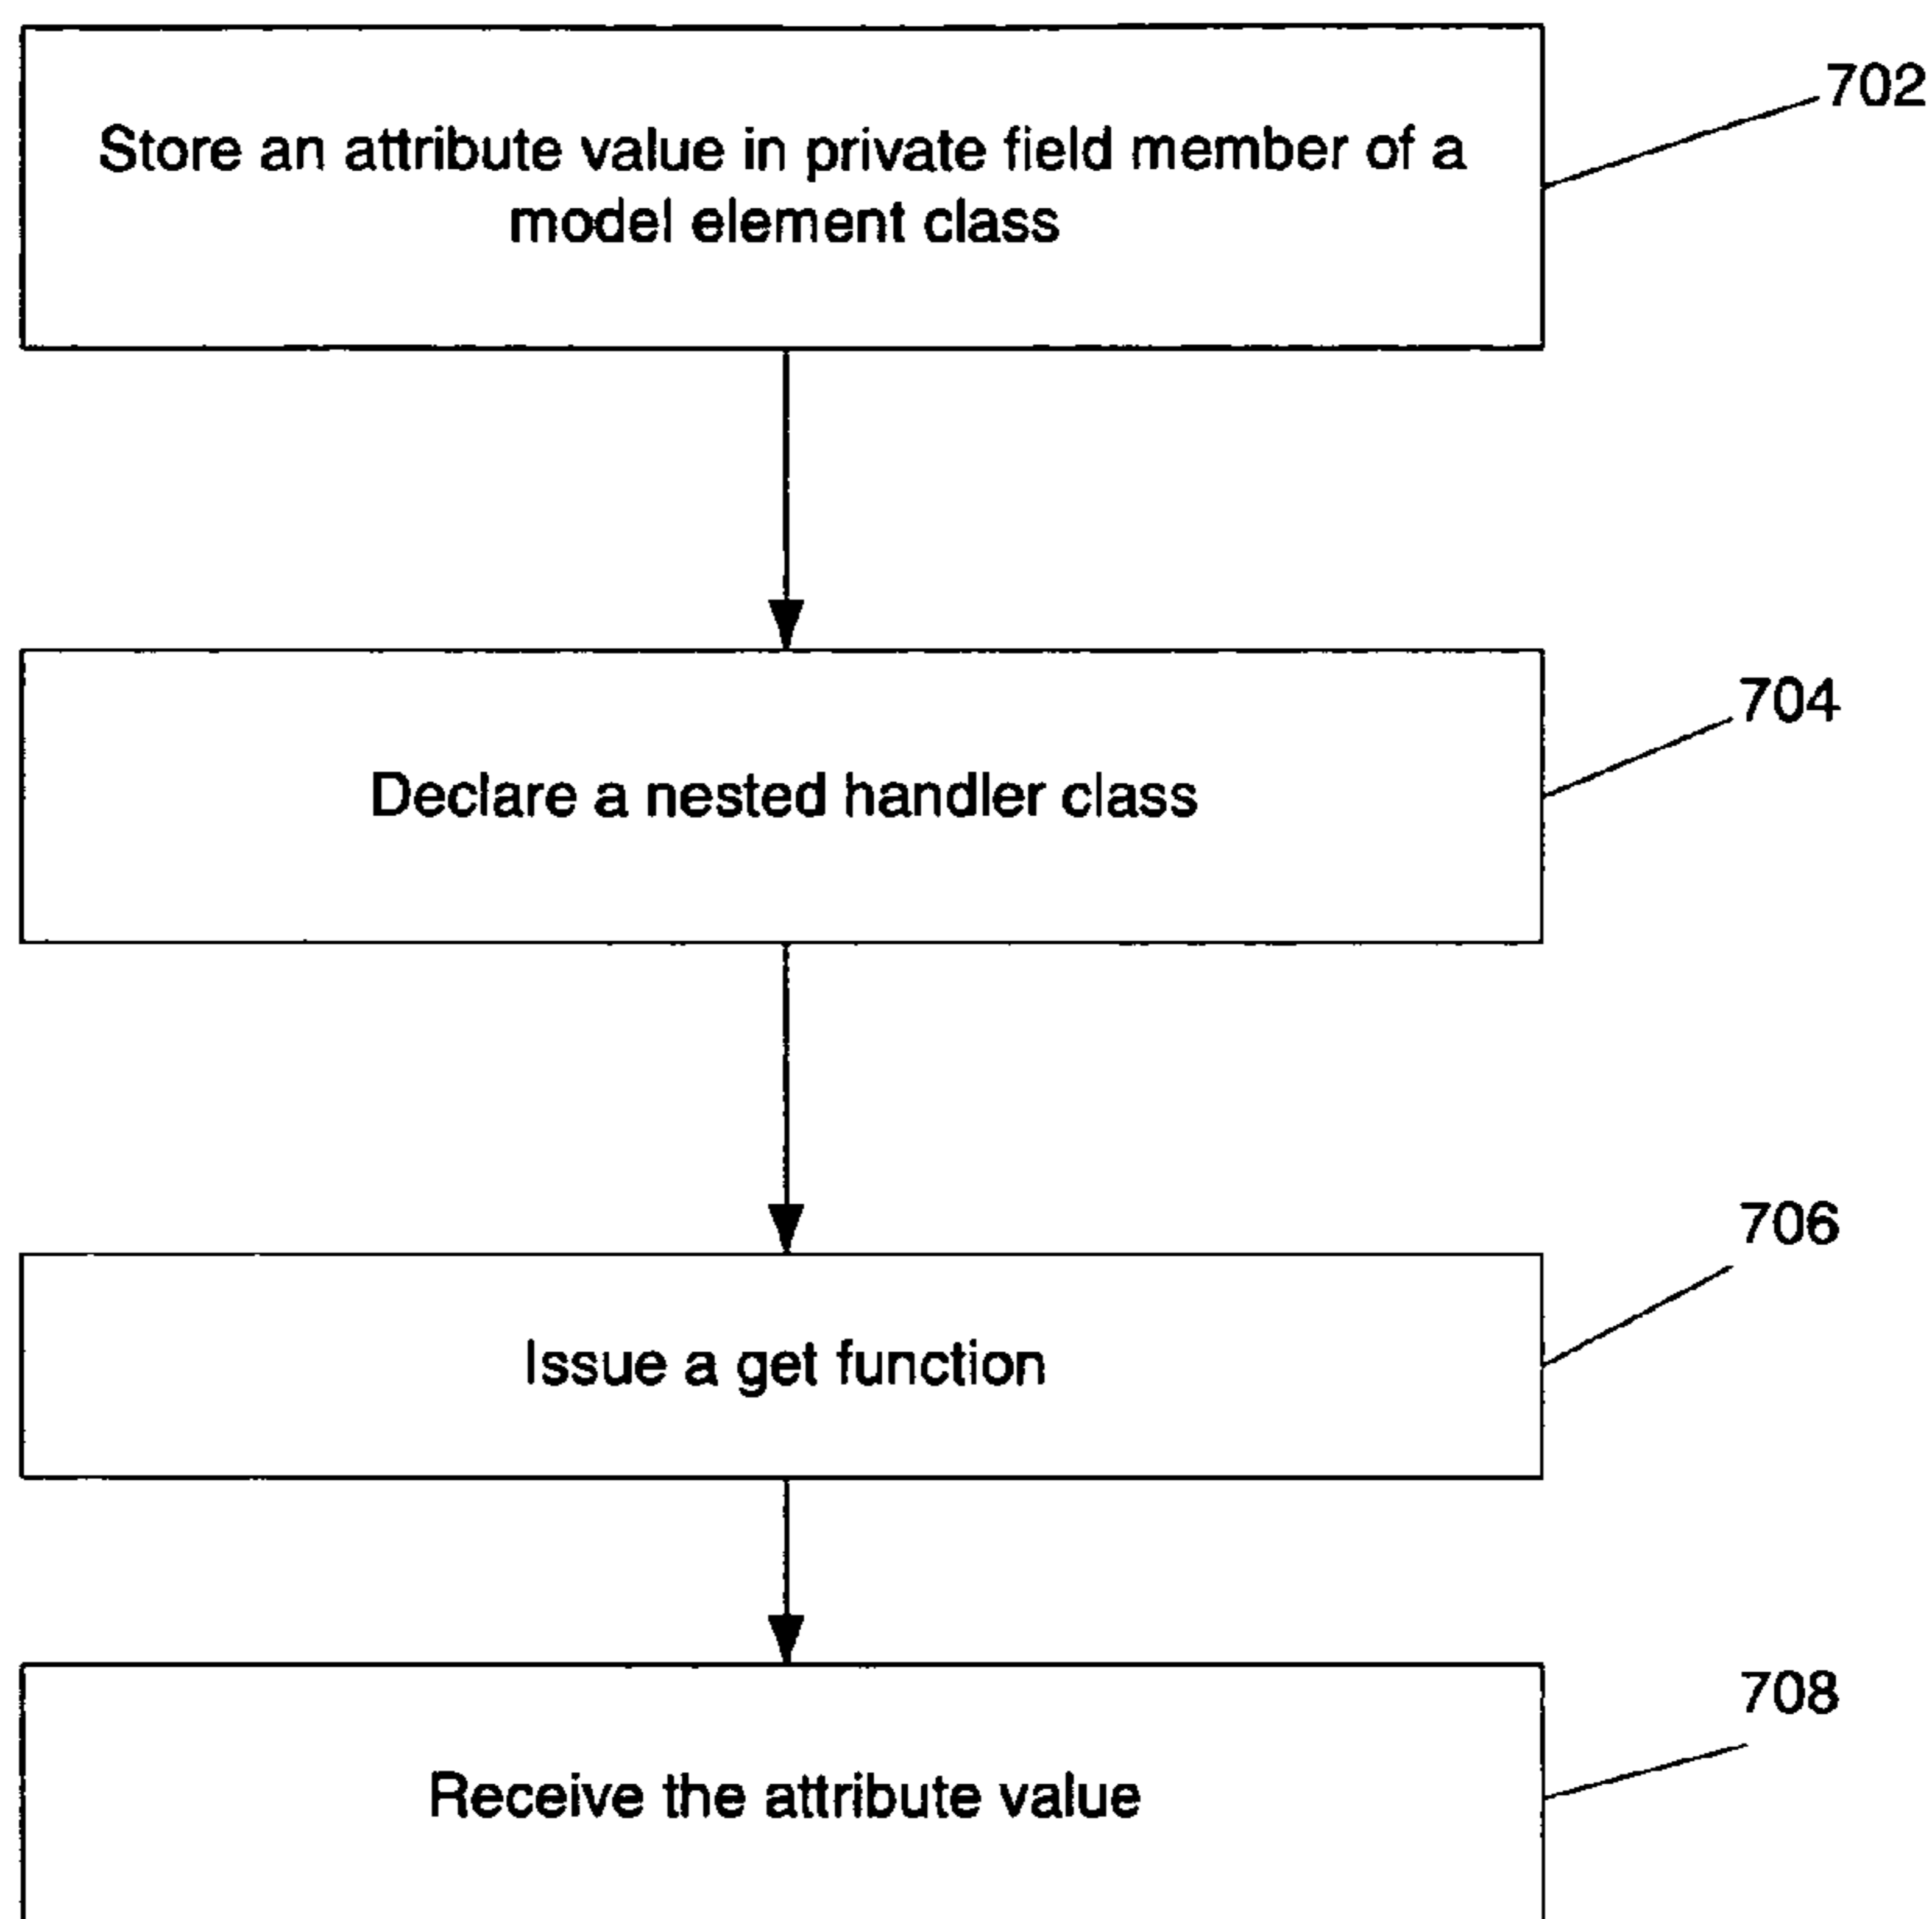 702
Store an attribute value in private field member of a
model element class
704
Declare a nested handler class
706
Issue a get function
708
Receive the attribute value